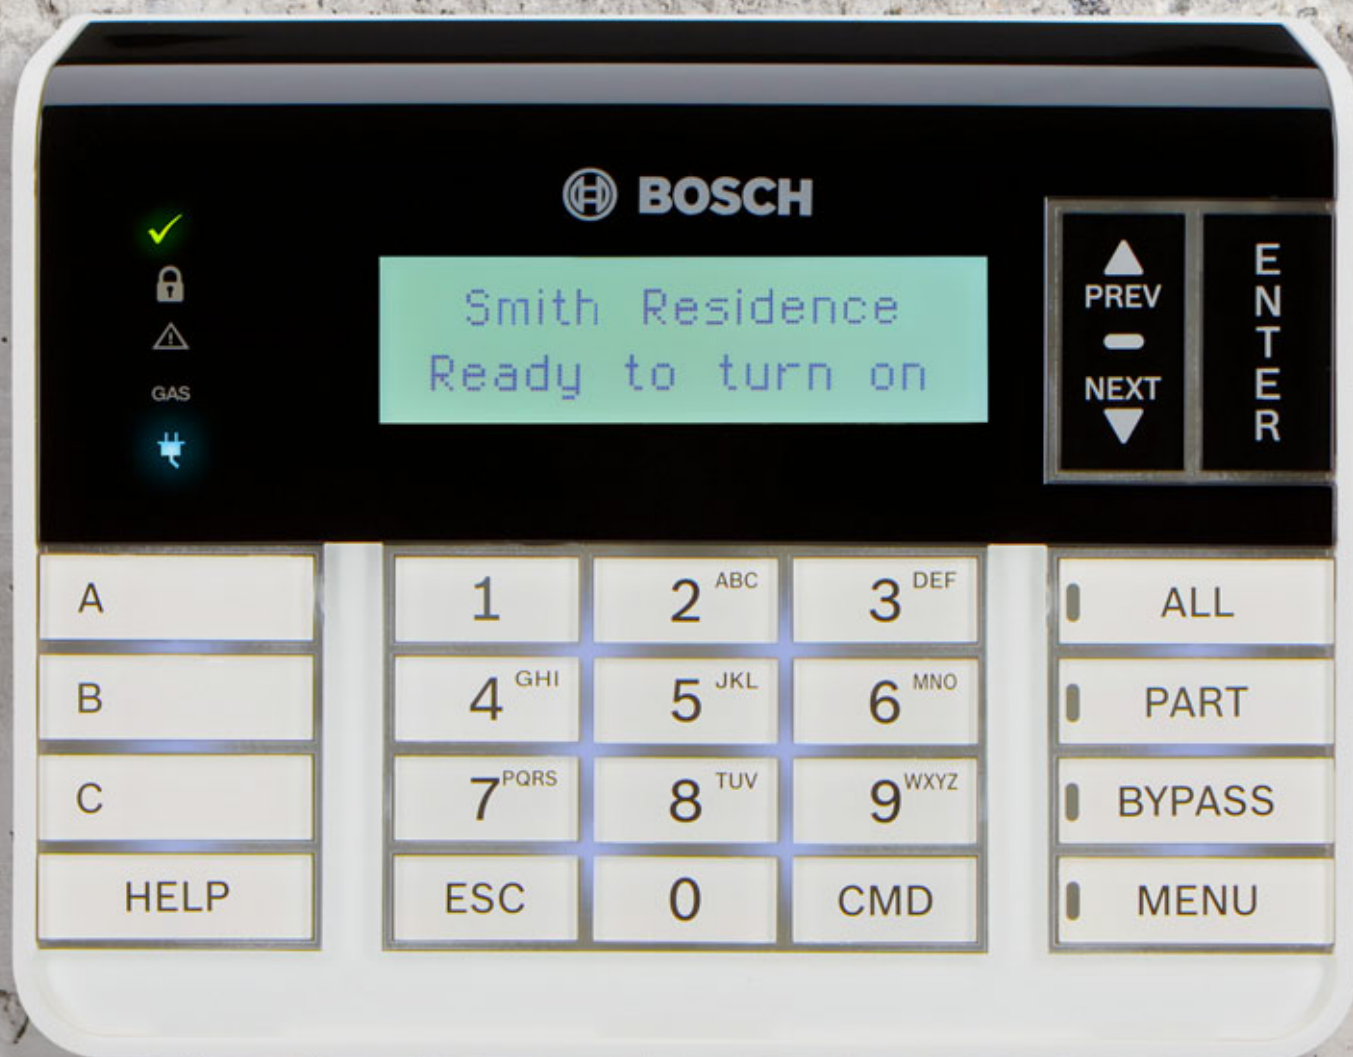 BOSCH
Smith Residence
Ready to turn on
PREV
NEXT
ENTER
GAS
A
B
C
HELP
1
2 ABC
3 DEF
4 GHI
5 JKL
6 MNO
7 PQRS
8 TUV
9 WXYZ
ESC
0
CMD
ALL
PART
BYPASS
MENU